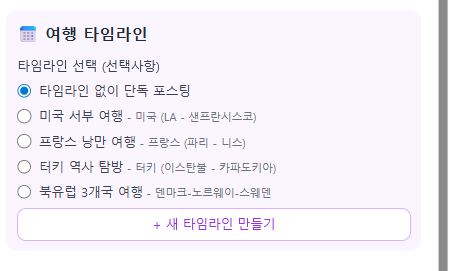 여행 타임라인
타임라인 선택 (선택사항)
타임라인 없이 단독 포스팅
미국 서부 여행 - 미국 (LA - 샌프란시스코)
프랑스 낭만 여행 - 프랑스 (파리 - 니스)
터키 역사 탐방 - 터키 (이스탄불 - 카파도키아)
북유럽 3개국 여행 - 덴마크-노르웨이-스웨덴
+ 새 타임라인 만들기